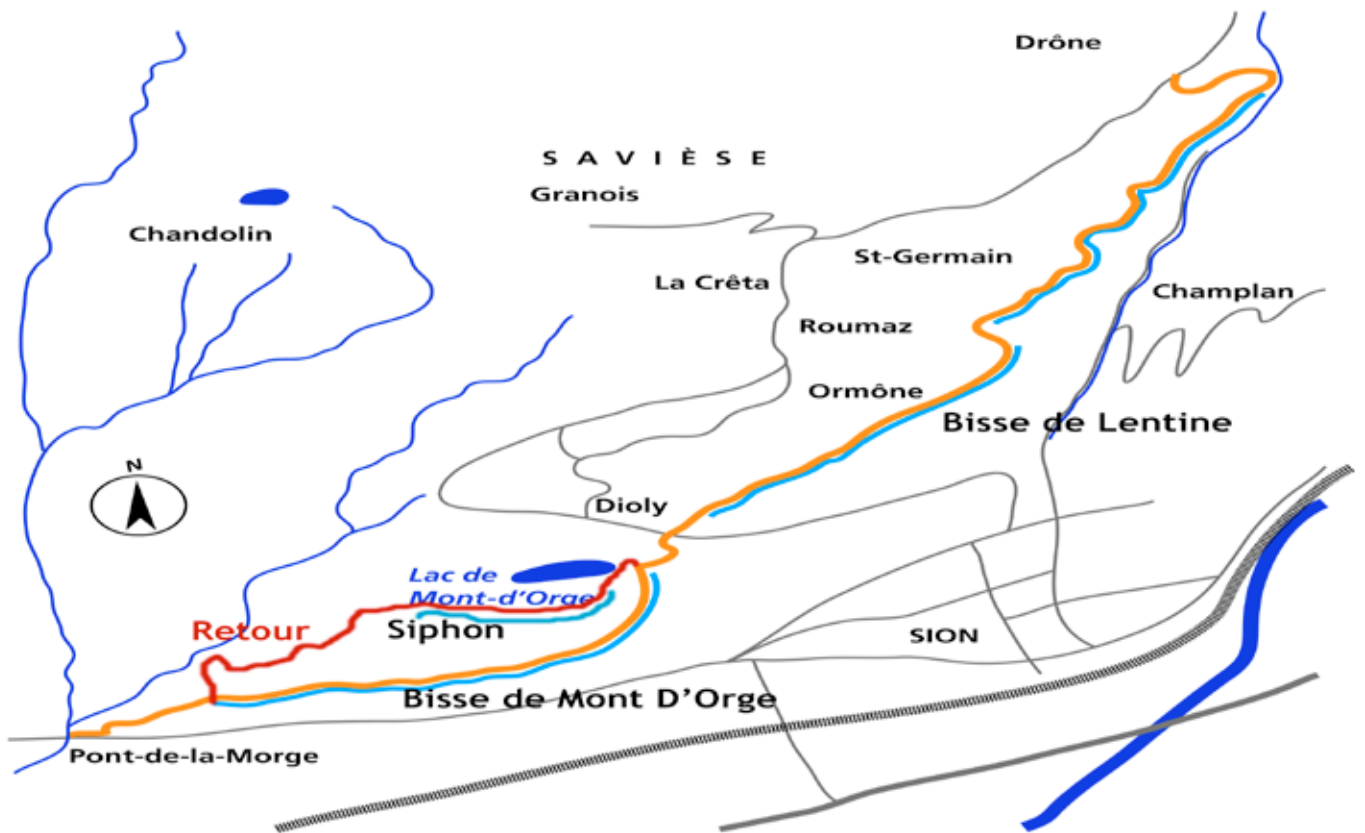 Drône
S A V I È S E
Granois
Chandolin
St-Germain
La Crêta
Champlan
Roumaz
Ormône
Bisse de Lentine
N
Dioly
Lac de
Mont-d'Orge
Retour
Siphon
SION
Bisse de Mont D'Orge
Pont-de-la-Morge